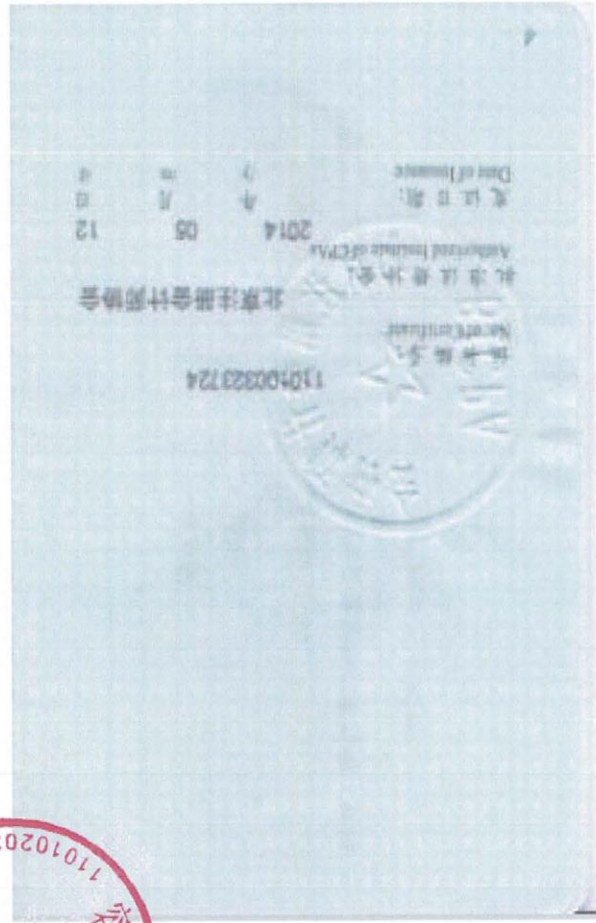 证书编号：
No. of Certificate
110100323724
批准注册协会：
Authorized Institute of CPAs
北京注册会计师协会
发证日期：
Date of Issuance
2014 年 05 月 12 日
/y /m /d
4